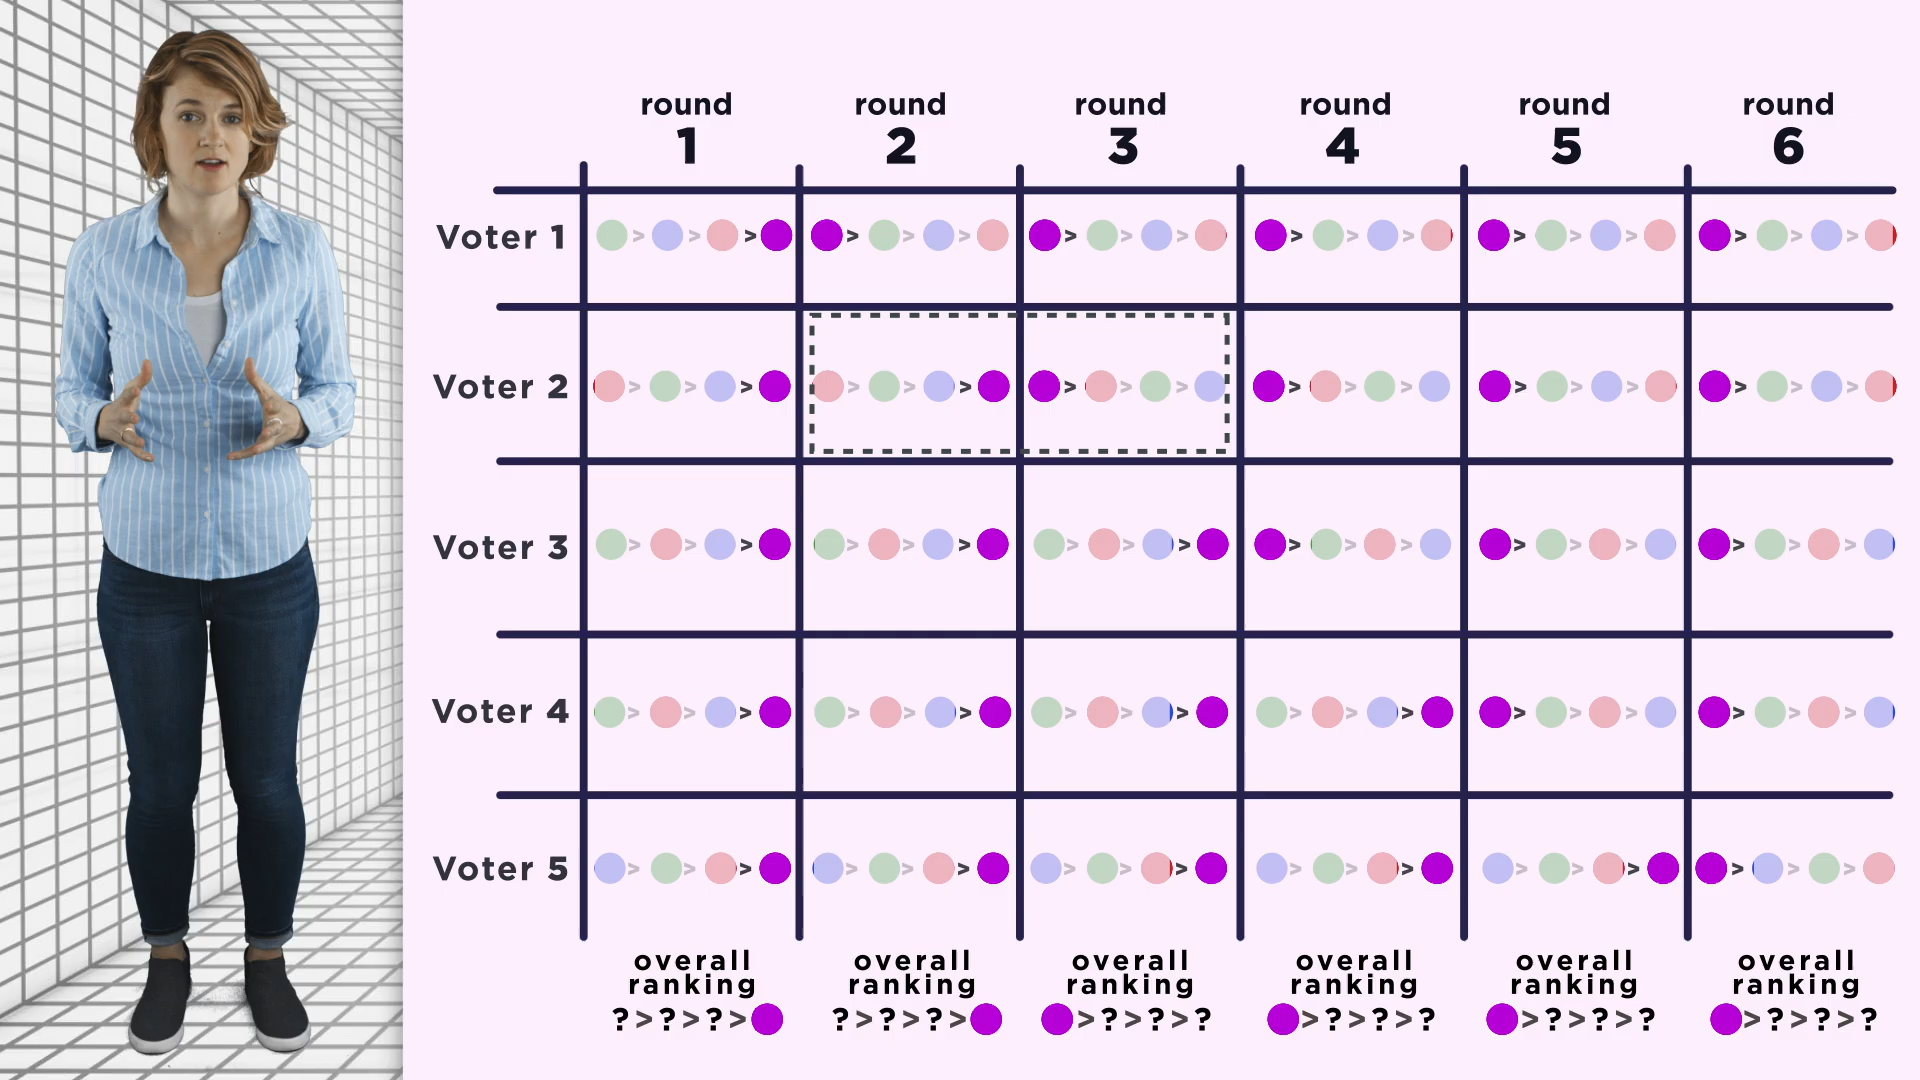 round round round round round round
1 2 3 4 5 6
Voter 1 > > > > > > > > > > > > > > > > > >
Voter 2 > > > > > > > > > > > > > > > > > >
Voter 3 > > > > > > > > > > > > > > > > > >
Voter 4 > > > > > > > > > > > > > > > > > >
Voter 5 > > > > > > > > > > > > > > > > > >
overall overall overall overall overall overall
ranking ranking ranking ranking ranking ranking
?>?>?> ?>?>?> >?>?>? >?>?>? >?>?>? >?>?>?